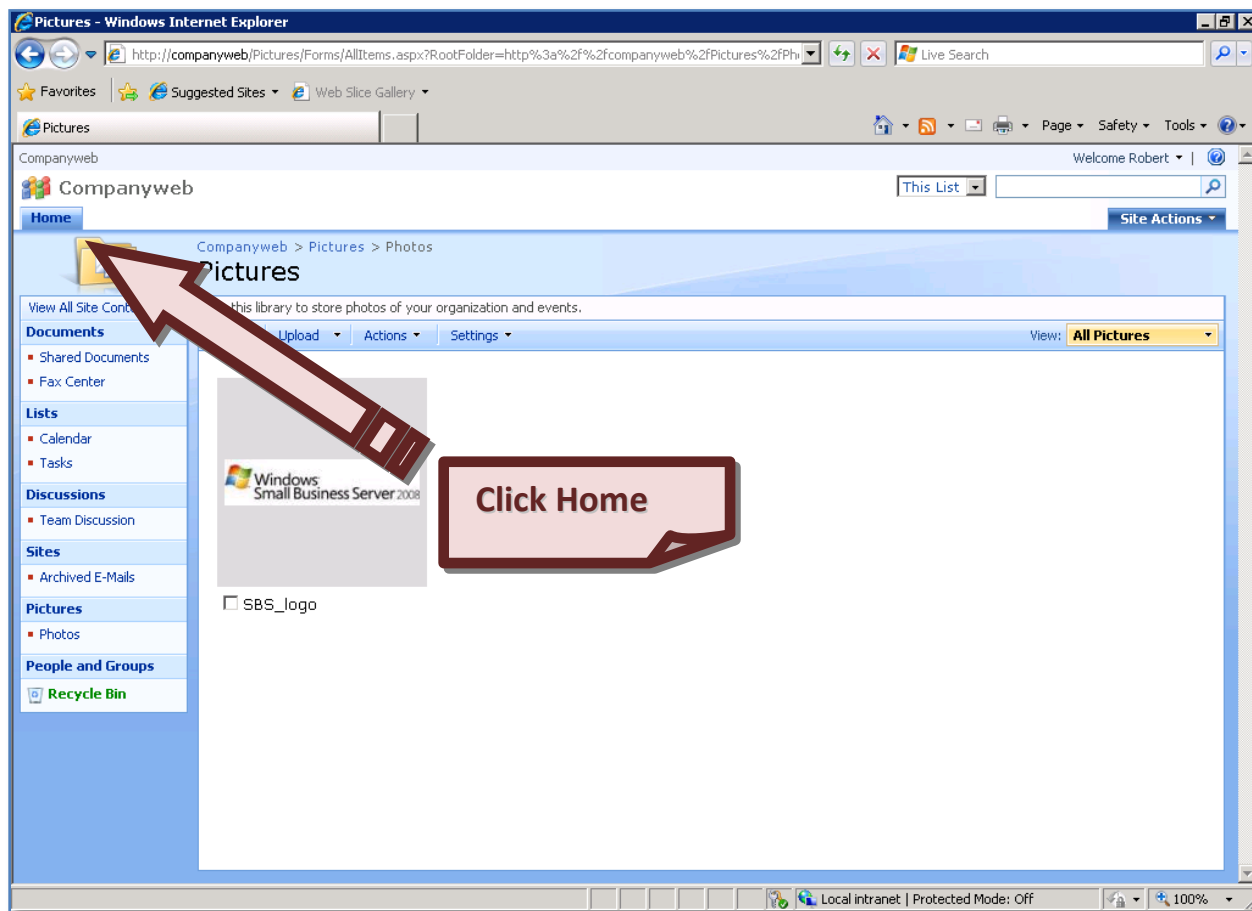 Pictures - Windows Internet Explorer
http://companyweb/Pictures/Forms/AllItems.aspx?RootFolder=http%3a%2f%2fcompanyweb%2fPictures%2fPh
Live Search
Favorites Suggested Sites Web Slice Gallery
Pictures
Page Safety Tools
Companyweb
Welcome Robert |
Companyweb
This List
Home
Site Actions
Companyweb > Pictures > Photos
Pictures
View All Site
this library to store photos of your organization and events.
Documents
Upload Actions Settings
View: All Pictures
Shared Documents
Fax Center
Lists
Calendar
Tasks
Discussions
Team Discussion
Sites
Archived E-Mails
Pictures
Photos
People and Groups
Recycle Bin
Windows
Small Business Server 2008
SBS_logo
Click Home
Local intranet | Protected Mode: Off
100%